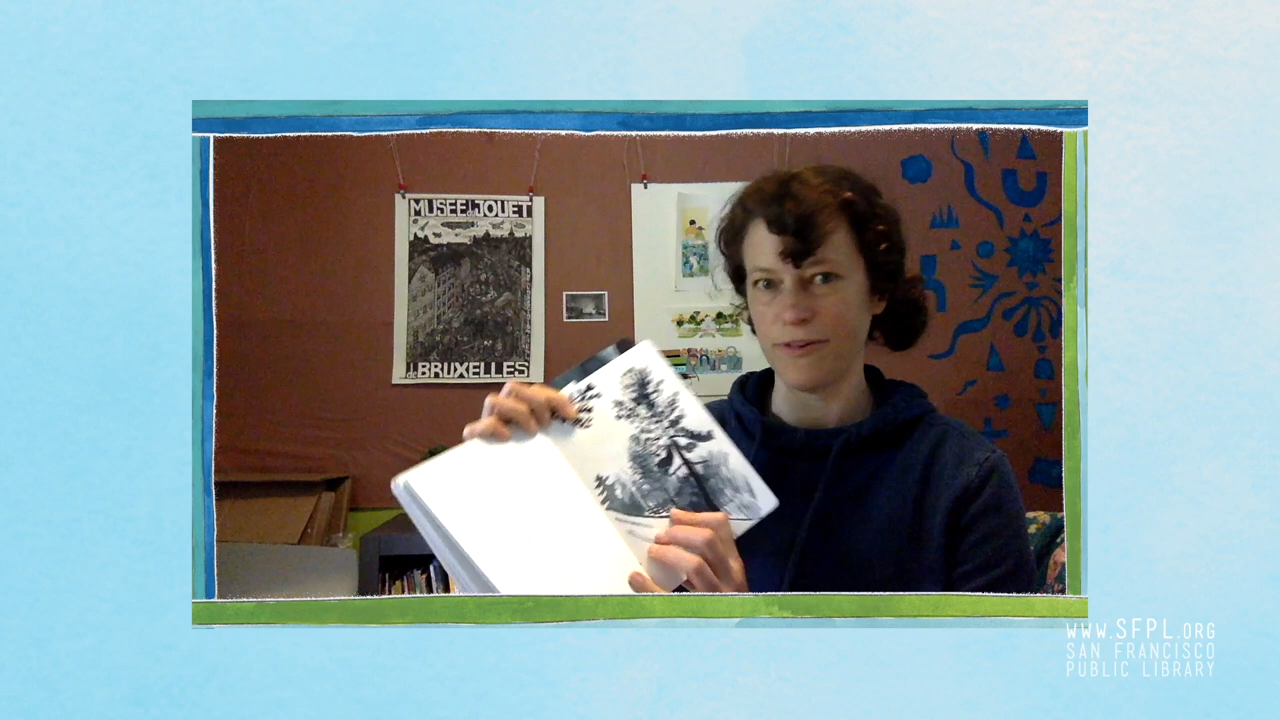 MUSEE du JOUET
de BRUXELLES
WWW.SFPL.ORG
SAN FRANCISCO
PUBLIC LIBRARY